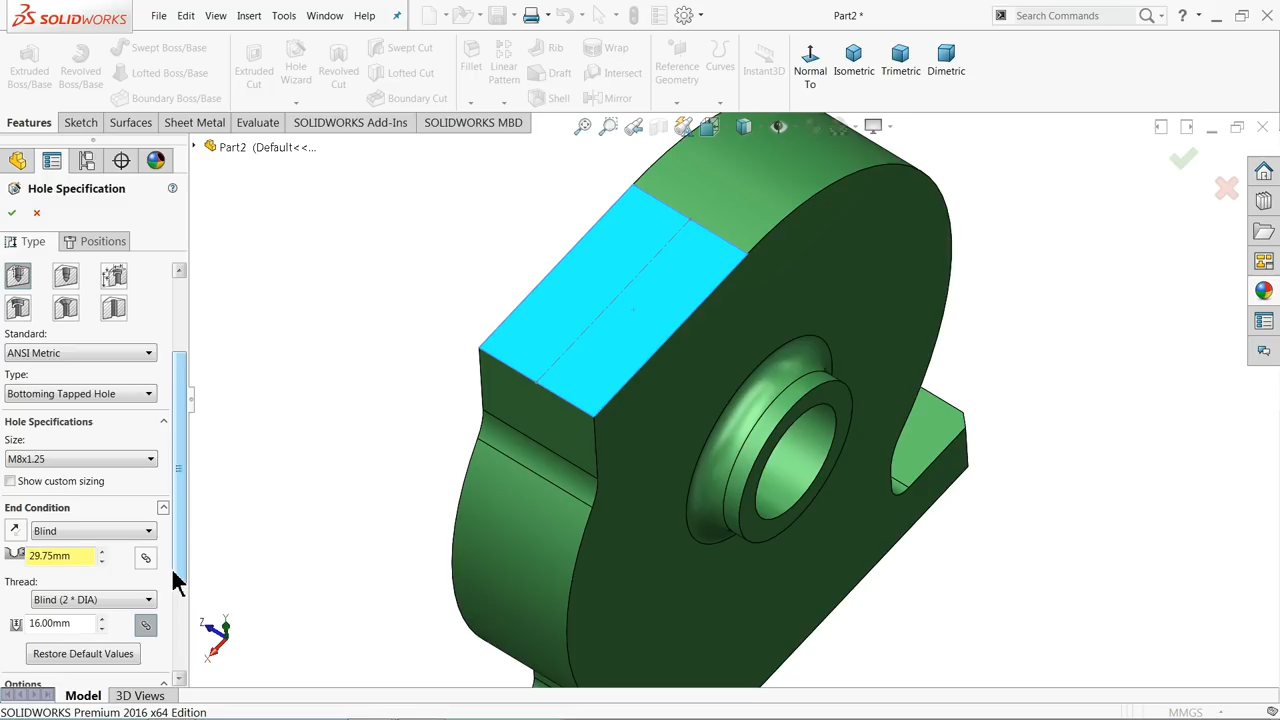 SOLIDWORKS File Edit View Insert Tools Window Help Part2 * Search Commands ?
Extruded Boss/Base
Revolved Boss/Base
Swept Boss/Base
Lofted Boss/Base
Boundary Boss/Base
Extruded Cut
Hole Wizard
Revolved Cut
Swept Cut
Lofted Cut
Boundary Cut
Fillet
Linear Pattern
Rib
Draft
Shell
Wrap
Intersect
Mirror
Reference Geometry
Curves
Instant3D
Normal To
Isometric
Trimetric
Dimetric
Features Sketch Surfaces Sheet Metal Evaluate SOLIDWORKS Add-Ins SOLIDWORKS MBD
Part2 (Default<<...
Hole Specification ?
Type Positions
Standard:
ANSI Metric
Type:
Bottoming Tapped Hole
Hole Specifications
Size:
M8x1.25
Show custom sizing
End Condition
Blind
29.75mm
Thread:
Blind (2 * DIA)
16.00mm
Restore Default Values
Options
Z Y
X
Model 3D Views
SOLIDWORKS Premium 2016 x64 Edition MMGS